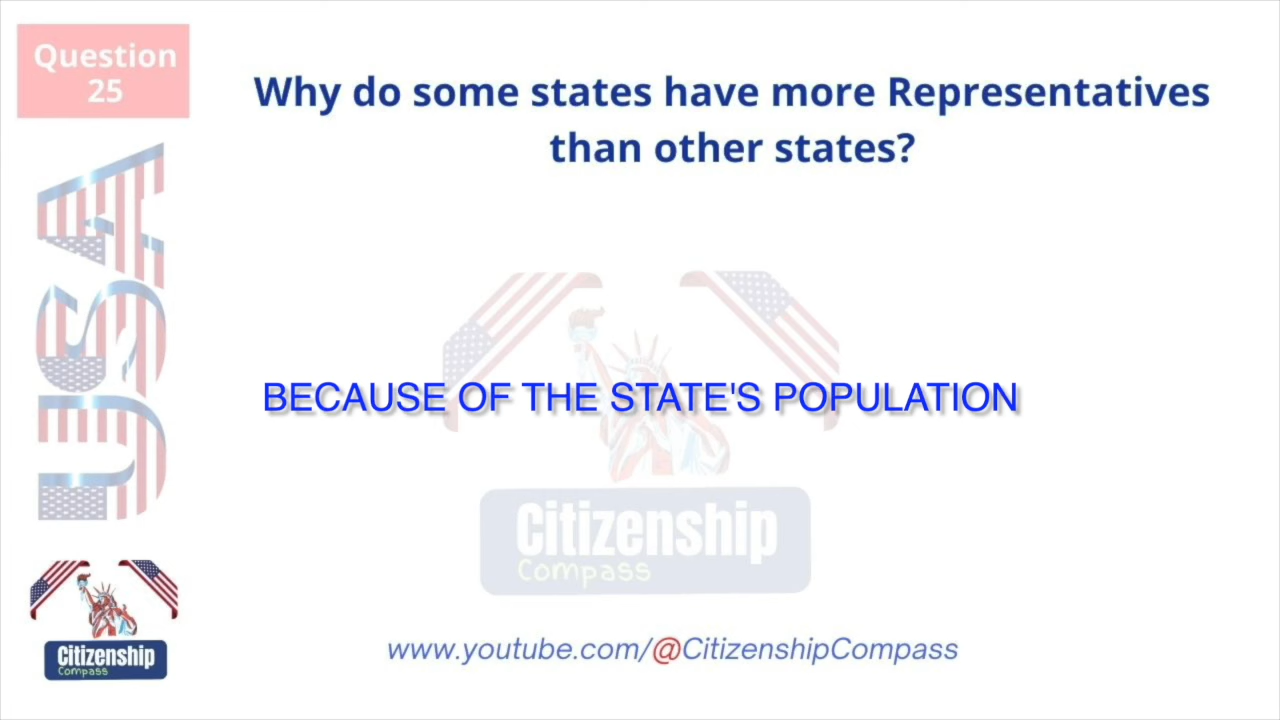 Question
25
Why do some states have more Representatives
than other states?
USA
BECAUSE OF THE STATE'S POPULATION
Citizenship
Compass
Citizenship
Compass
www.youtube.com/@CitizenshipCompass